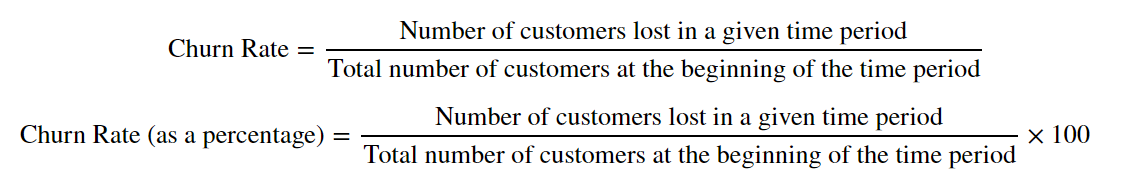 Churn Rate = Number of customers lost in a given time period / Total number of customers at the beginning of the time period
Churn Rate (as a percentage) = Number of customers lost in a given time period / Total number of customers at the beginning of the time period × 100